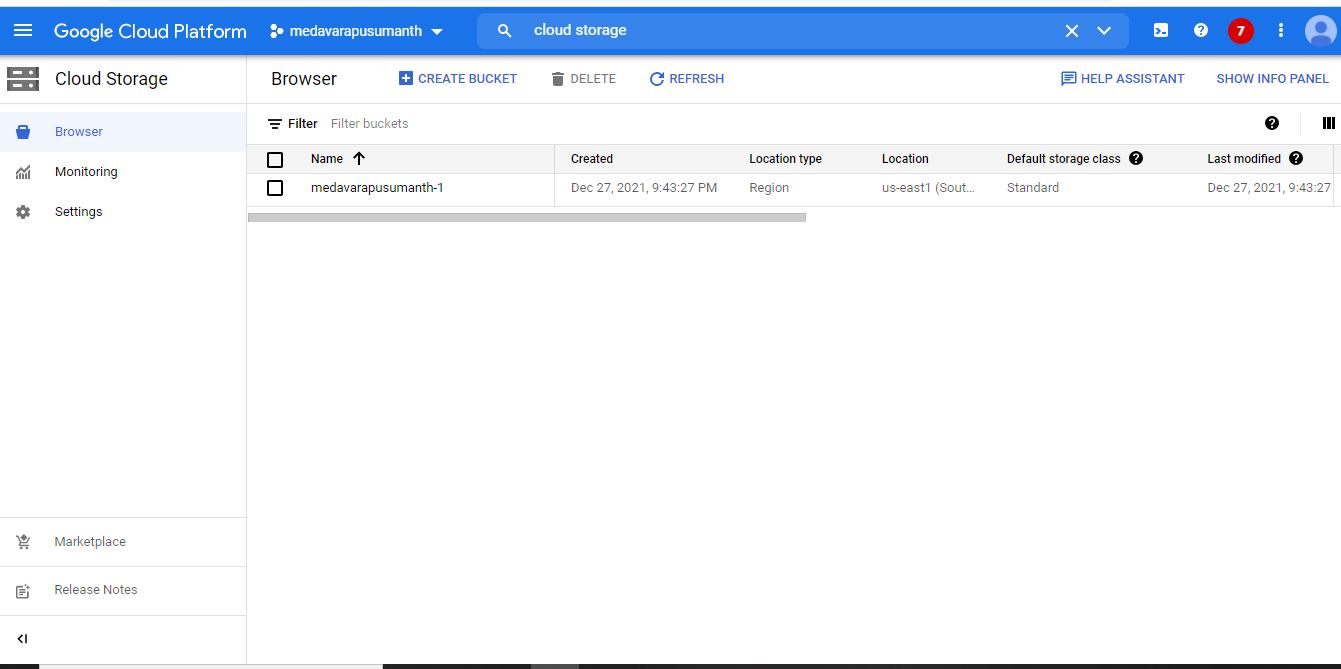 Google Cloud Platform medavarapusumanth cloud storage 7
Cloud Storage Browser CREATE BUCKET DELETE REFRESH HELP ASSISTANT SHOW INFO PANEL
Browser
Monitoring
Settings
Filter Filter buckets
Name Created Location type Location Default storage class Last modified
medavarapusumanth-1 Dec 27, 2021, 9:43:27 PM Region us-east1 (Sout... Standard Dec 27, 2021, 9:43:27
Marketplace
Release Notes